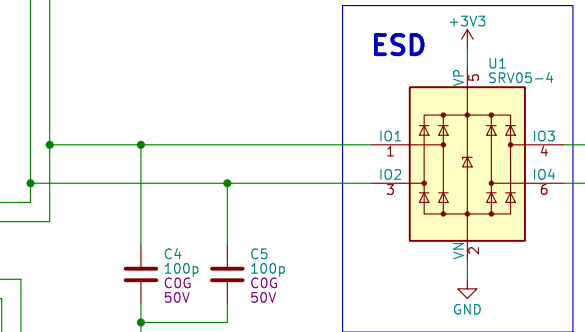 +3V3
ESD
U1
SRV05-4
VP
5
IO1
1
IO3
4
IO2
3
IO4
6
VN
2
C4
100p
C0G
50V
C5
100p
C0G
50V
GND